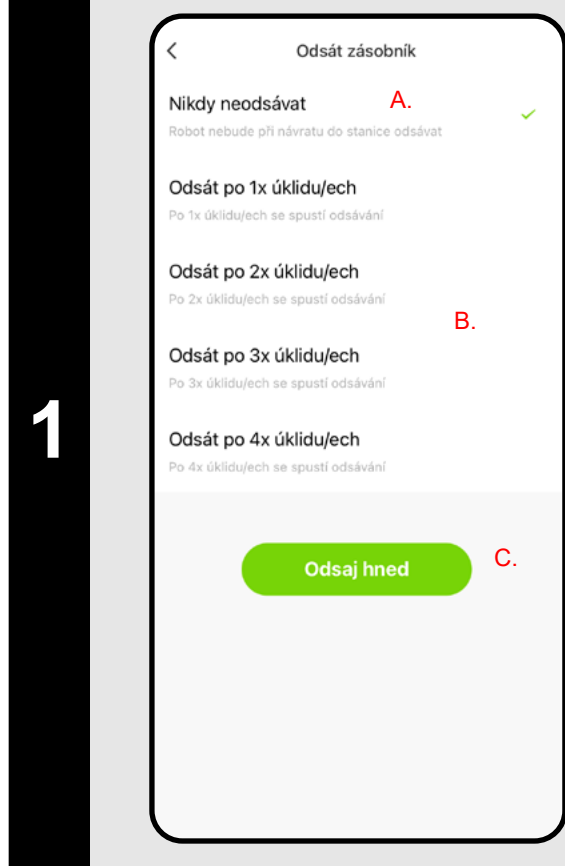 1
Odsát zásobník
Nikdy neodsávat A.
Robot nebude při návratu do stanice odsávat
Odsát po 1x úklidu/ech
Po 1x úklidu/ech se spustí odsávání
Odsát po 2x úklidu/ech
Po 2x úklidu/ech se spustí odsávání
B.
Odsát po 3x úklidu/ech
Po 3x úklidu/ech se spustí odsávání
Odsát po 4x úklidu/ech
Po 4x úklidu/ech se spustí odsávání
Odsaj hned C.